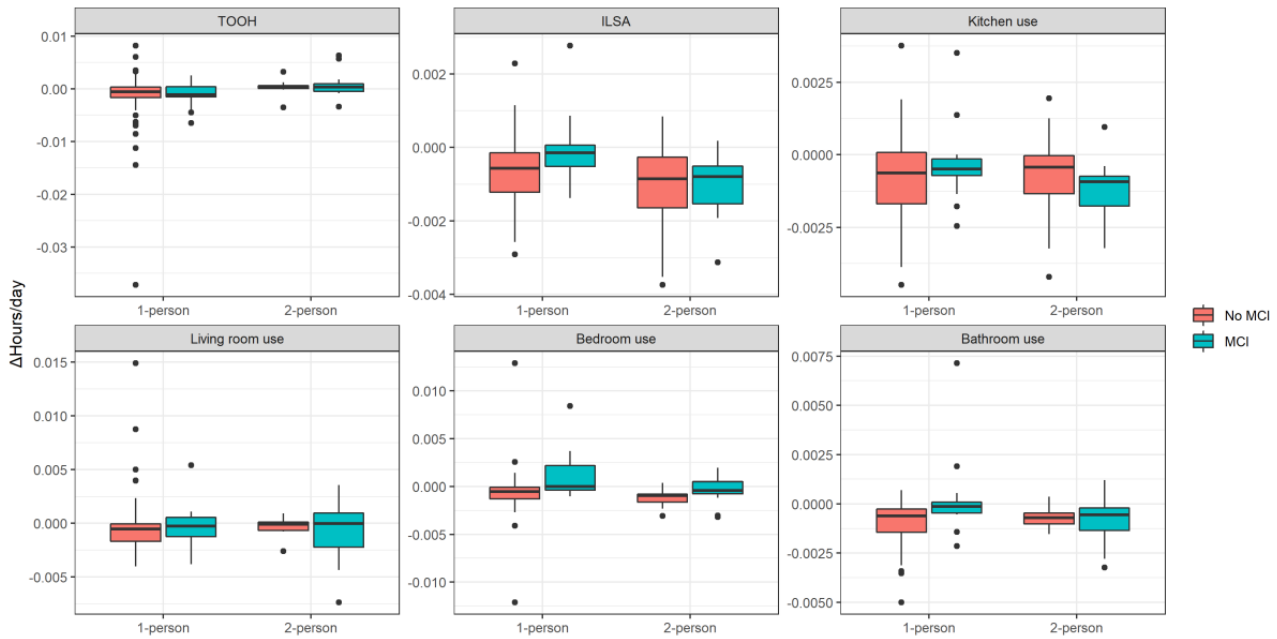 TOOH
ILSA
Kitchen use
0.01
0.00
-0.01
-0.02
-0.03
0.002
0.000
-0.002
-0.004
0.0025
0.0000
-0.0025
1-person
2-person
1-person
2-person
1-person
2-person
ΔHours/day
Living room use
Bedroom use
Bathroom use
0.015
0.010
0.005
0.000
-0.005
0.010
0.005
0.000
-0.005
-0.010
0.0075
0.0050
0.0025
0.0000
-0.0025
-0.0050
1-person
2-person
1-person
2-person
1-person
2-person
No MCI
MCI